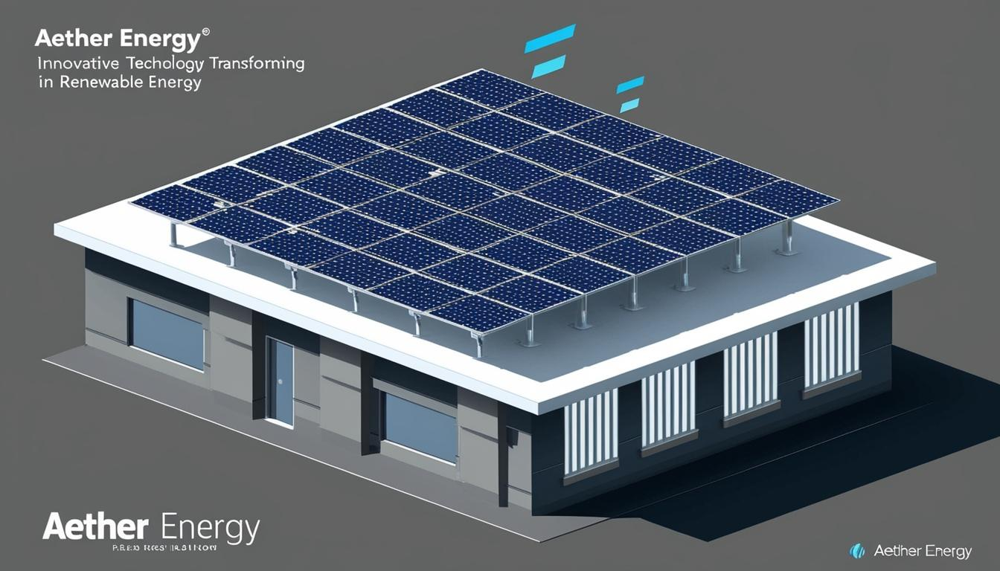 Aether Energy®
Innovative Techology Transforming
in Renewable Energy
Aether Energy
Aether Energy